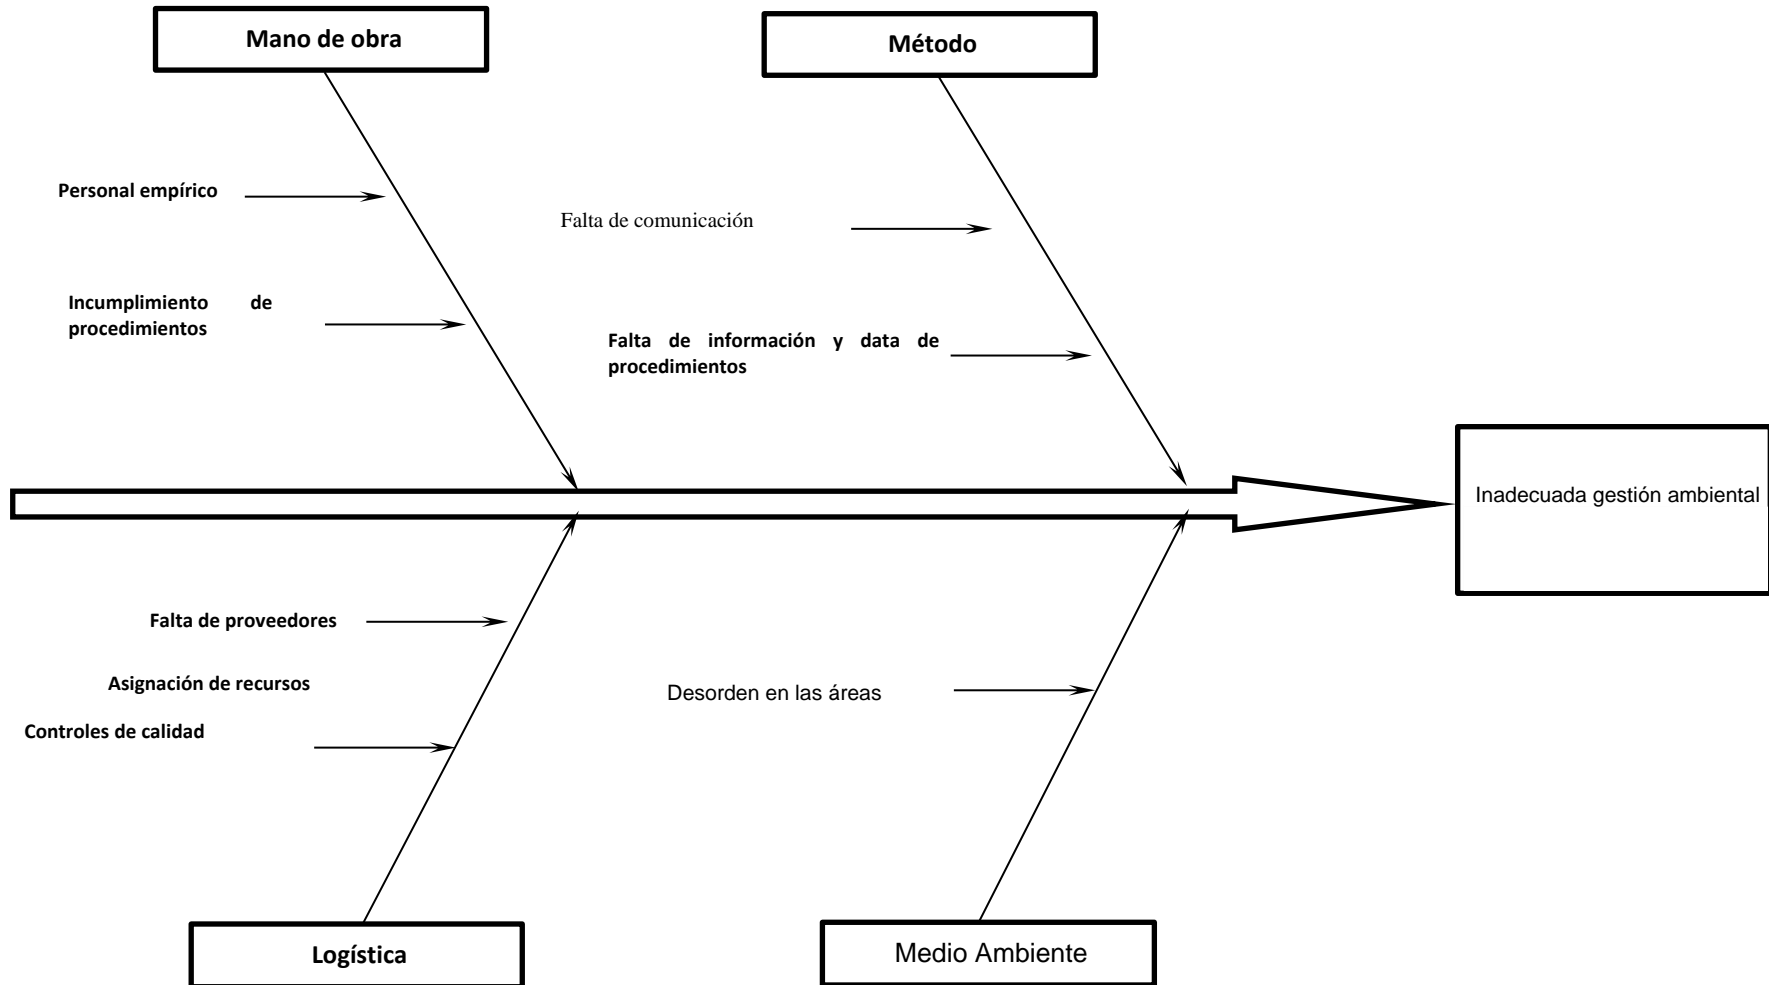 Mano de obra
Método
Personal empírico
Falta de comunicación
Incumplimiento de
procedimientos
Falta de información y data de
procedimientos
Inadecuada gestión ambiental
Falta de proveedores
Asignación de recursos
Controles de calidad
Desorden en las áreas
Logística
Medio Ambiente